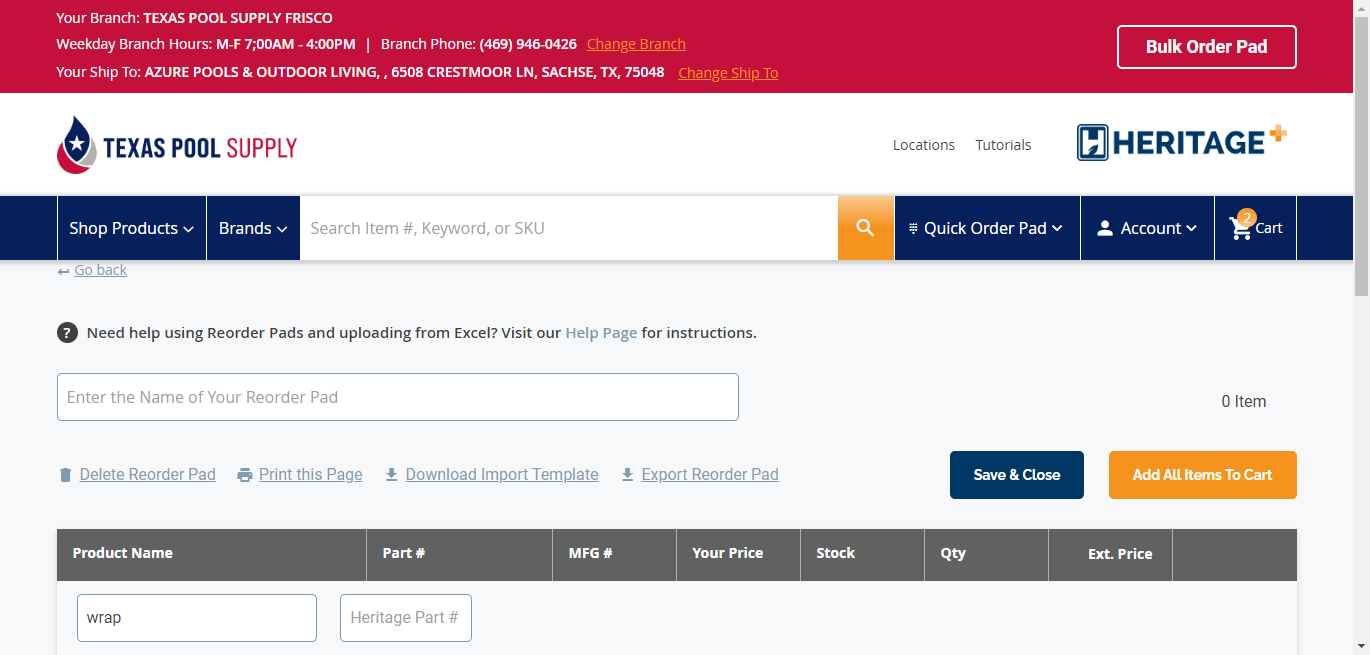 Your Branch: TEXAS POOL SUPPLY FRISCO
Weekday Branch Hours: M-F 7;00AM - 4:00PM | Branch Phone: (469) 946-0426 Change Branch
Your Ship To: AZURE POOLS & OUTDOOR LIVING, , 6508 CRESTMOOR LN, SACHSE, TX, 75048 Change Ship To
Bulk Order Pad
TEXAS POOL SUPPLY
Locations Tutorials
HERITAGE+
Shop Products Brands Search Item #, Keyword, or SKU Quick Order Pad Account 2 Cart
Go back
? Need help using Reorder Pads and uploading from Excel? Visit our Help Page for instructions.
Enter the Name of Your Reorder Pad
0 Item
Delete Reorder Pad Print this Page Download Import Template Export Reorder Pad Save & Close Add All Items To Cart
Product Name Part # MFG # Your Price Stock Qty Ext. Price
wrap Heritage Part #